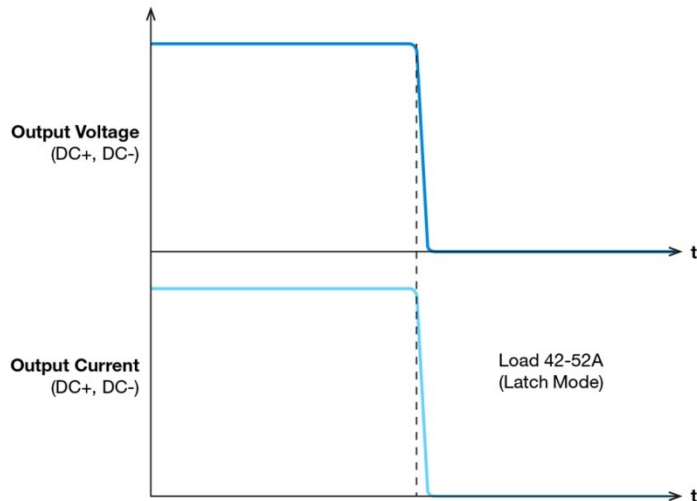 Output Voltage
(DC+, DC-)
t
Output Current
(DC+, DC-)
Load 42-52A
(Latch Mode)
t